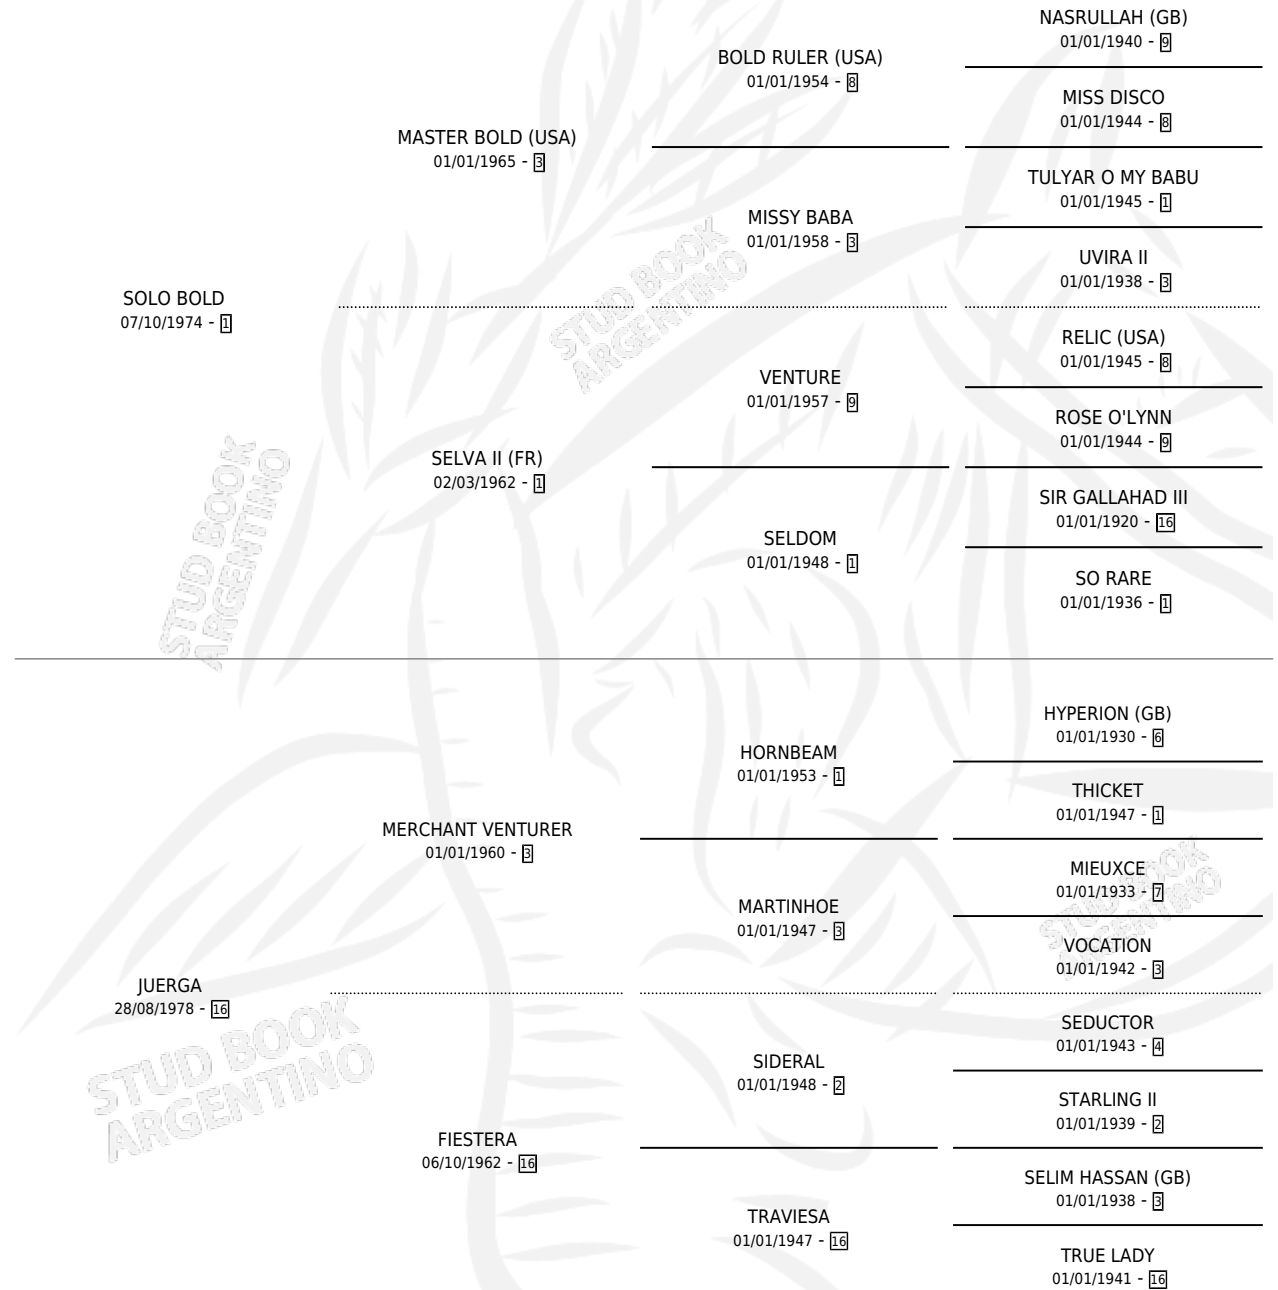 NASRULLAH (GB)
01/01/1940 - 9
BOLD RULER (USA)
01/01/1954 - 8
MISS DISCO
01/01/1944 - 8
MASTER BOLD (USA)
01/01/1965 - 3
TULYAR O MY BABU
01/01/1945 - 1
MISSY BABA
01/01/1958 - 3
UVIRA II
01/01/1938 - 3
SOLO BOLD
07/10/1974 - 1
RELIC (USA)
01/01/1945 - 8
VENTURE
01/01/1957 - 9
ROSE O'LYNN
01/01/1944 - 9
SELVA II (FR)
02/03/1962 - 1
SIR GALLAHAD III
01/01/1920 - 16
SELDOM
01/01/1948 - 1
SO RARE
01/01/1936 - 1
HYPERION (GB)
01/01/1930 - 6
HORNBEAM
01/01/1953 - 1
THICKET
01/01/1947 - 1
MERCHANT VENTURER
01/01/1960 - 3
MIEUXCE
01/01/1933 - 7
MARTINHOE
01/01/1947 - 3
VOCATION
01/01/1942 - 3
JUERGA
28/08/1978 - 16
SEDUCTOR
01/01/1943 - 4
SIDERAL
01/01/1948 - 2
STARLING II
01/01/1939 - 2
FIESTERA
06/10/1962 - 16
SELIM HASSAN (GB)
01/01/1938 - 3
TRAVIESA
01/01/1947 - 16
TRUE LADY
01/01/1941 - 16
STUD BOOK
ARGENTINO
STUD BOOK
ARGENTINO
STUD BOOK
ARGENTINO
STUD BOOK
ARGENTINO